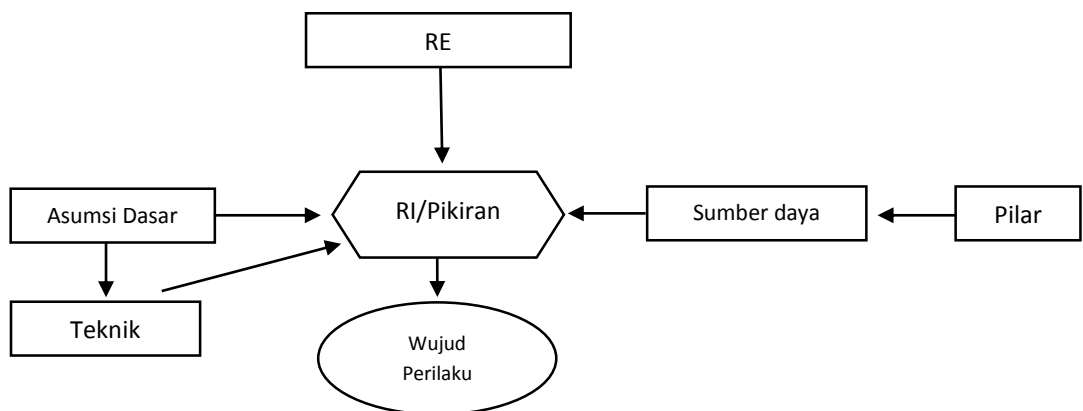 RE
Asumsi Dasar
RI/Pikiran
Sumber daya
Pilar
Teknik
Wujud
Perilaku